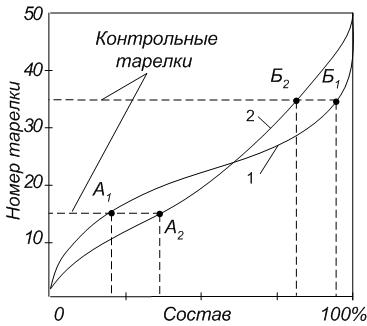 50
40
30
20
10
Номер тарелки
Контрольные
тарелки
Б₂
Б₁
2
1
А₁
А₂
0
Состав
100%